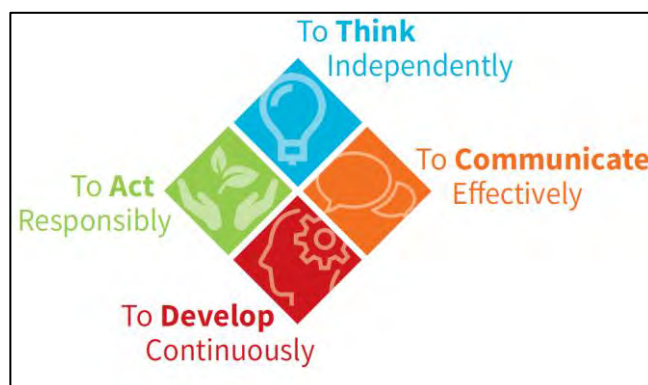 To Think
Independently
To Communicate
Effectively
To Act
Responsibly
To Develop
Continuously